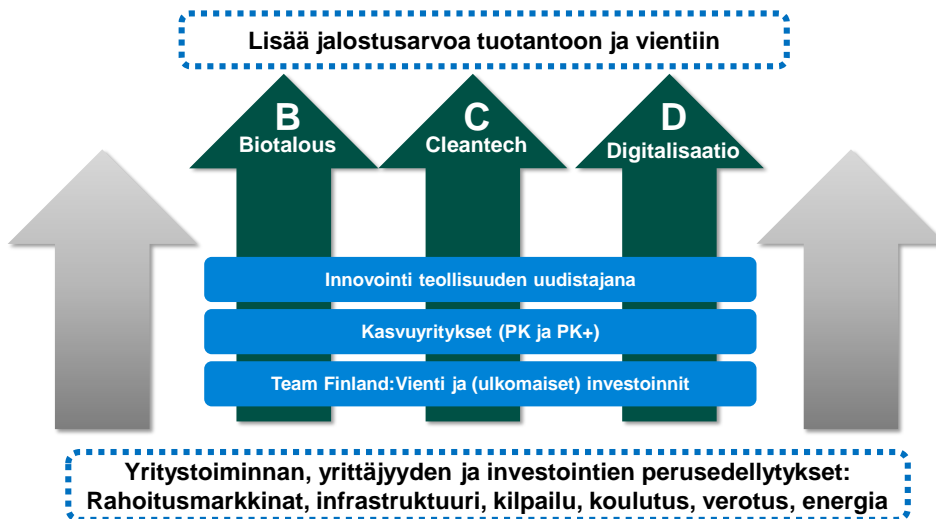 Lisää jalostusarvoa tuotantoon ja vientiin
B
Biotalous
C
Cleantech
D
Digitalisaatio
Innovointi teollisuuden uudistajana
Kasvuyritykset (PK ja PK+)
Team Finland:Vienti ja (ulkomaiset) investoinnit
Yritystoiminnan, yrittäjyyden ja investointien perusedellytykset:
Rahoitusmarkkinat, infrastruktuuri, kilpailu, koulutus, verotus, energia